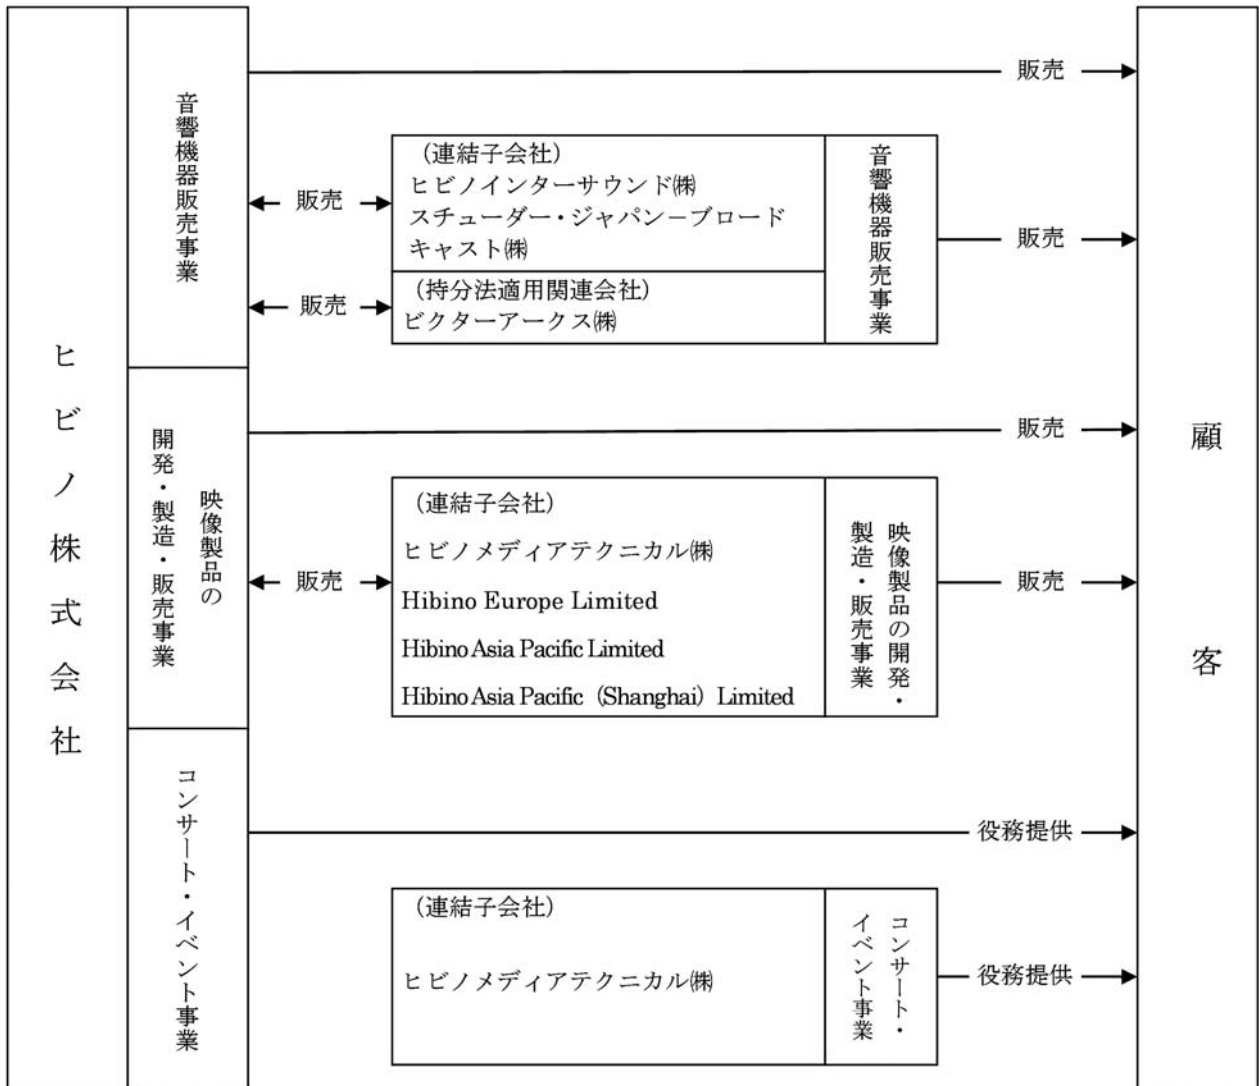 ヒビノ株式会社
音響機器販売事業
販売
(連結子会社)
ヒビノインターサウンド㈱
スチューダー・ジャパン－ブロード
キャスト㈱
音響機器販売事業
販売
販売
(持分法適用関連会社)
ビクターアークス㈱
販売
映像製品の
開発・製造・販売事業
販売
(連結子会社)
ヒビノメディアテクニカル㈱
Hibino Europe Limited
Hibino Asia Pacific Limited
Hibino Asia Pacific (Shanghai) Limited
映像製品の開発・
製造・販売事業
販売
販売
コンサート・イベント事業
役務提供
(連結子会社)
ヒビノメディアテクニカル㈱
コンサート・
イベント事業
役務提供
顧客